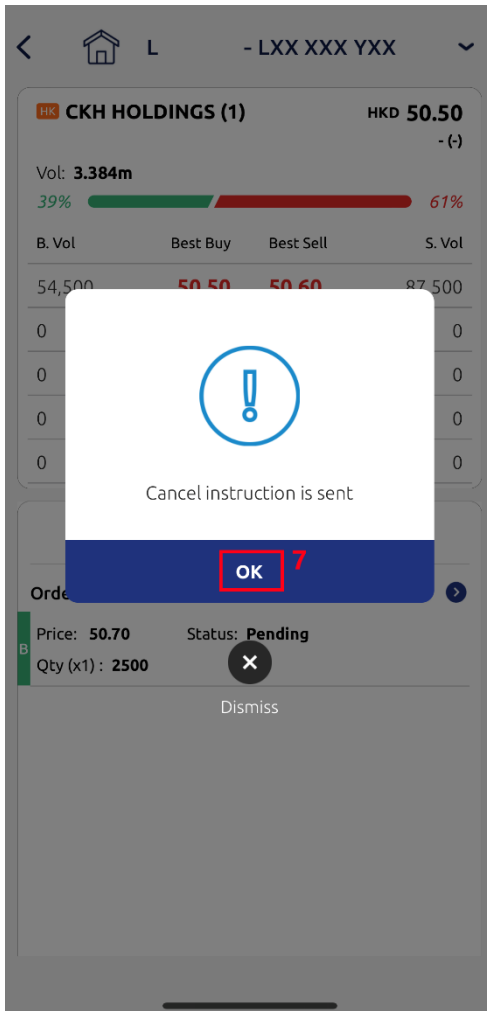 L - LXX XXX YXX
HK CKH HOLDINGS (1) HKD 50.50
- (-)
Vol: 3.384m
39% 61%
B. Vol Best Buy Best Sell S. Vol
54,500 50.50 50.60 87,500
0 0
0 0
0 0
0 0
Cancel instruction is sent
OK 7
Orde
Price: 50.70 Status: Pending
B
Qty (x1) : 2500
Dismiss